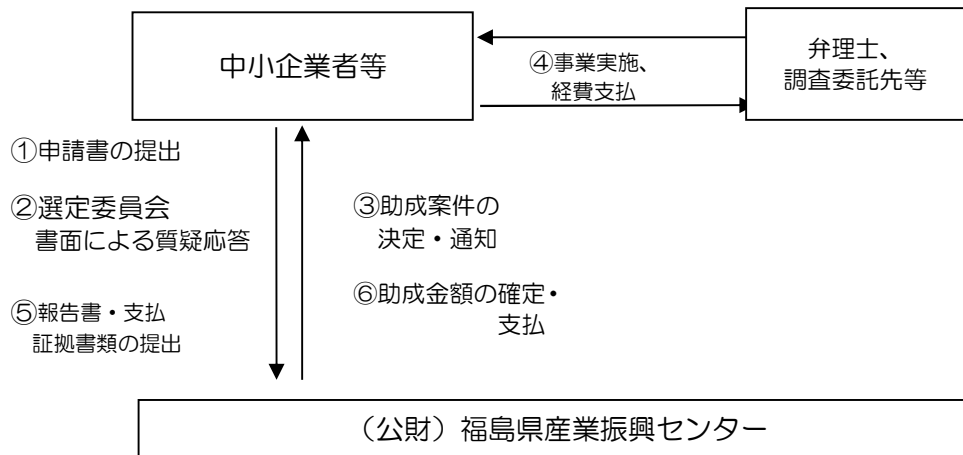 中小企業者等
④事業実施、
経費支払
弁理士、
調査委託先等
①申請書の提出
②選定委員会
書面による質疑応答
③助成案件の
決定・通知
⑤報告書・支払
証拠書類の提出
⑥助成金額の確定・
支払
（公財）福島県産業振興センター